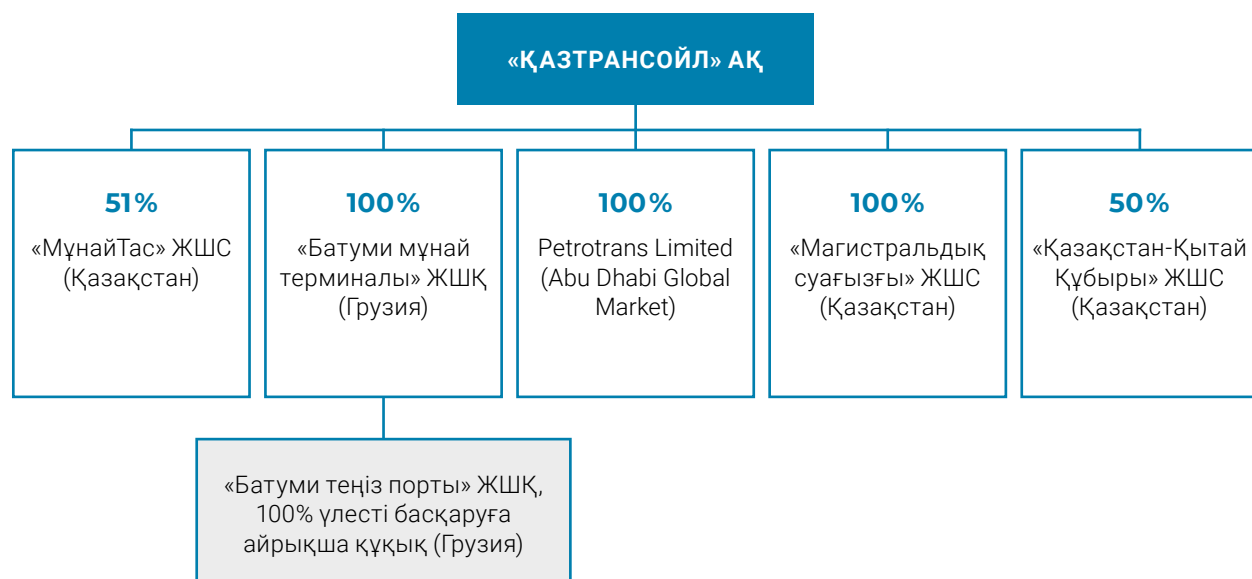 «ҚАЗТРАНСОЙЛ» АҚ
51%
«МұнайТас» ЖШС
(Қазақстан)
100%
«Батуми мұнай
терминалы» ЖШҚ
(Грузия)
100%
Petrotrans Limited
(Abu Dhabi Global
Market)
100%
«Магистральдық
суағызғы» ЖШС
(Қазақстан)
50%
«Қазақстан-Қытай
Құбыры» ЖШС
(Қазақстан)
«Батуми теңіз порты» ЖШҚ,
100% үлесті басқаруға
айрықша құқық (Грузия)